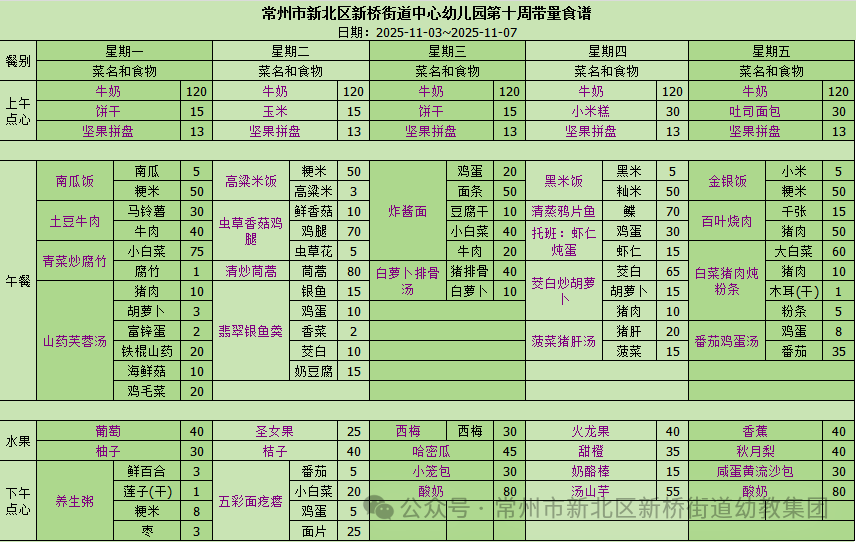 常州市新北区新桥街道中心幼儿园第十周带量食谱
日期：2025-11-03~2025-11-07
餐别 星期一 星期二 星期三 星期四 星期五
菜名和食物 菜名和食物 菜名和食物 菜名和食物 菜名和食物
上午点心 牛奶 120 牛奶 120 牛奶 120 牛奶 120 牛奶 120
饼干 15 玉米 15 饼干 15 小米糕 30 吐司面包 30
坚果拼盘 13 坚果拼盘 13 坚果拼盘 13 坚果拼盘 13 坚果拼盘 13
午餐 南瓜饭 南瓜 5 高粱米饭 粳米 50 炸酱面 鸡蛋 20 黑米饭 黑米 5 金银饭 小米 5
粳米 50 高粱米 3 面条 50 籼米 50 粳米 50
土豆牛肉 马铃薯 30 虫草香菇鸡腿 鲜香菇 10 豆腐干 10 清蒸鸦片鱼 鲽 70 百叶烧肉 千张 15
牛肉 40 鸡腿 70 小白菜 40 托班：虾仁炖蛋 鸡蛋 30 猪肉 50
青菜炒腐竹 小白菜 75 虫草花 5 牛肉 20 虾仁 15 白菜猪肉炖粉条 大白菜 60
腐竹 1 清炒茼蒿 茼蒿 80 白萝卜排骨汤 猪排骨 40 茭白炒胡萝卜 茭白 65 猪肉 10
山药芙蓉汤 猪肉 10 翡翠银鱼羹 银鱼 15 白萝卜 10 胡萝卜 15 木耳(干) 1
胡萝卜 3 鸡蛋 10 猪肉 10 粉条 5
富锌蛋 2 香菜 2 菠菜猪肝汤 猪肝 20 番茄鸡蛋汤 鸡蛋 8
铁棍山药 20 茭白 10 菠菜 15 番茄 35
海鲜菇 10 奶豆腐 15
鸡毛菜 20
水果 葡萄 40 圣女果 25 西梅 西梅 30 火龙果 40 香蕉 40
柚子 30 桔子 40 哈密瓜 45 甜橙 35 秋月梨 40
下午点心 养生粥 鲜百合 3 五彩面疙瘩 番茄 5 小笼包 30 奶酪棒 15 咸蛋黄流沙包 30
莲子(干) 1 小白菜 20 酸奶 80 汤山芋 55 酸奶 80
粳米 8 鸡蛋 5
枣 3 面片 25
公众号·常州市新北区新桥街道幼教集团